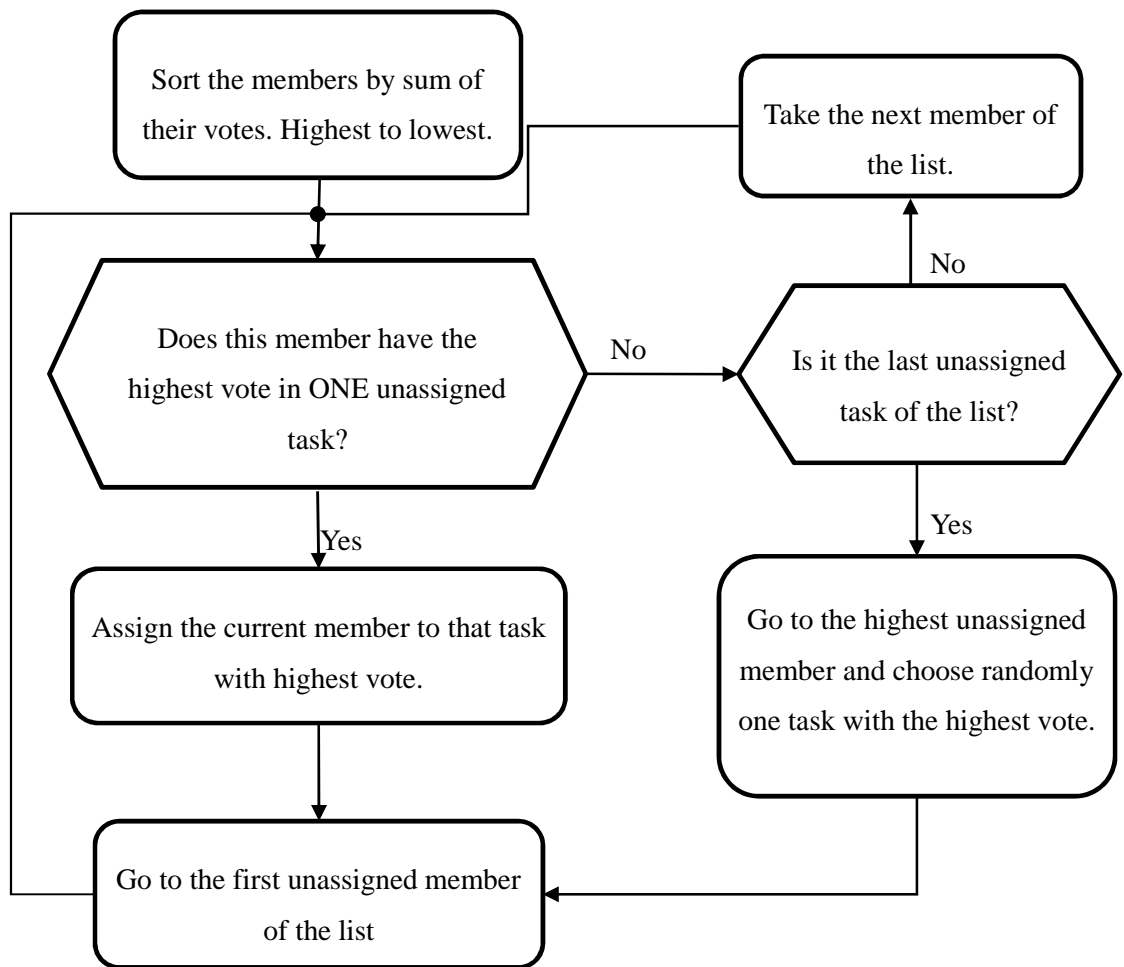 Sort the members by sum of
their votes. Highest to lowest.
Take the next member of
the list.
No
Does this member have the
highest vote in ONE unassigned
task?
No
Is it the last unassigned
task of the list?
Yes
Yes
Assign the current member to that task
with highest vote.
Go to the highest unassigned
member and choose randomly
one task with the highest vote.
Go to the first unassigned member
of the list